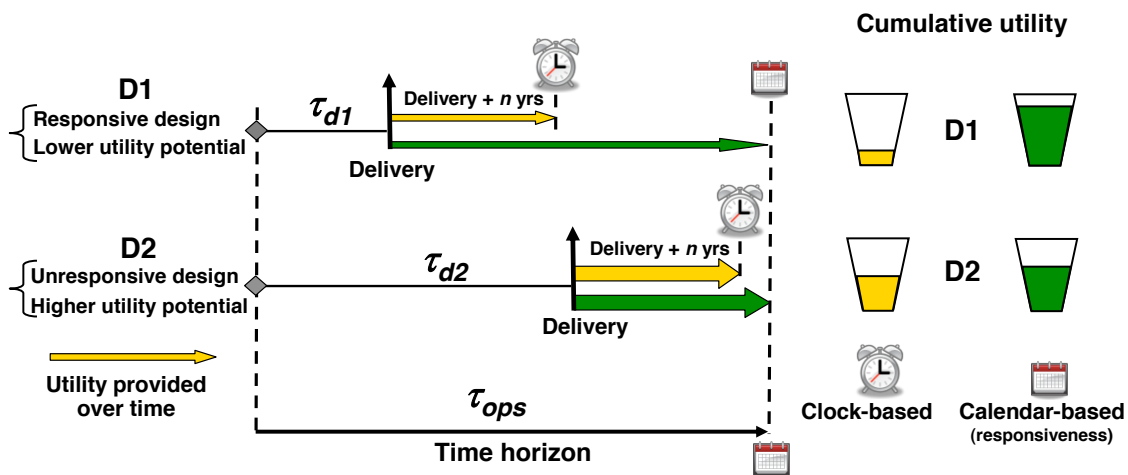 Cumulative utility
D1
Responsive design
Lower utility potential
τd1
Delivery + n yrs
Delivery
D1
D2
Unresponsive design
Higher utility potential
τd2
Delivery + n yrs
Delivery
D2
Utility provided
over time
τops
Time horizon
Clock-based
Calendar-based
(responsiveness)